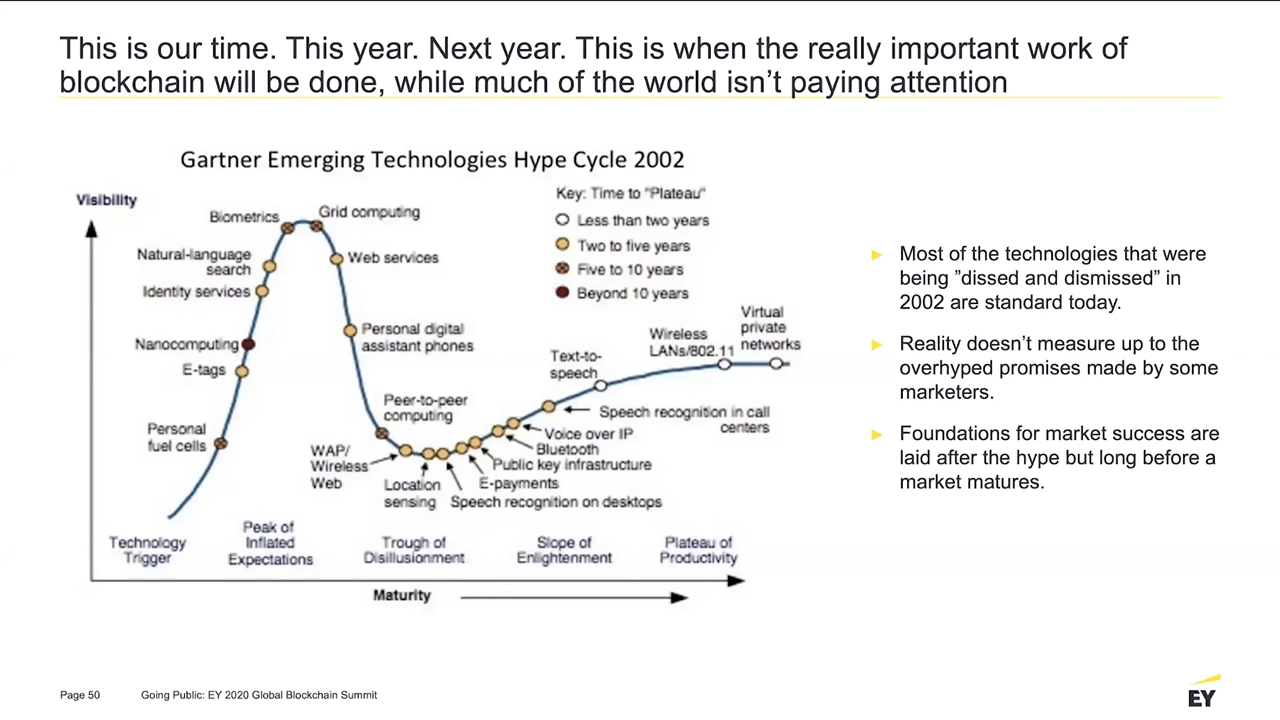 This is our time. This year. Next year. This is when the really important work of
blockchain will be done, while much of the world isn’t paying attention
Gartner Emerging Technologies Hype Cycle 2002
Visibility
Key: Time to "Plateau"
Less than two years
Two to five years
Five to 10 years
Beyond 10 years
Biometrics
Grid computing
Natural-language
search
Web services
Identity services
Nanocomputing
Personal digital
assistant phones
E-tags
Personal
fuel cells
Peer-to-peer
computing
WAP/
Wireless
Web
Location
sensing
Speech recognition on desktops
E-payments
Public key infrastructure
Bluetooth
Voice over IP
Speech recognition in call
centers
Text-to-
speech
Wireless
LANs/802.11
Virtual
private
networks
Technology
Trigger
Peak of
Inflated
Expectations
Trough of
Disillusionment
Slope of
Enlightenment
Plateau of
Productivity
Maturity
Most of the technologies that were
being ”dissed and dismissed” in
2002 are standard today.
Reality doesn’t measure up to the
overhyped promises made by some
marketers.
Foundations for market success are
laid after the hype but long before a
market matures.
Page 50
Going Public: EY 2020 Global Blockchain Summit
EY